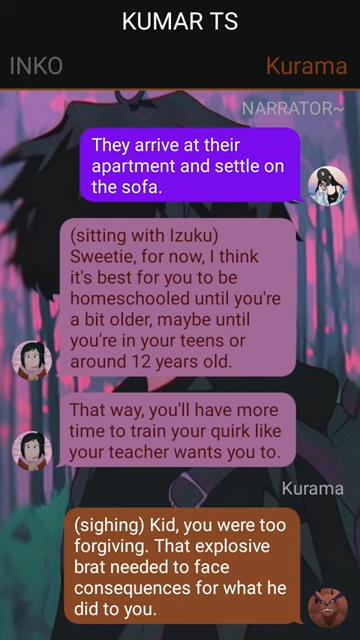 KUMAR TS
INKO
Kurama
NARRATOR~
They arrive at their
apartment and settle on
the sofa.
(sitting with Izuku)
Sweetie, for now, I think
it's best for you to be
homeschooled until you're
a bit older, maybe until
you're in your teens or
around 12 years old.
That way, you'll have more
time to train your quirk like
your teacher wants you to.
Kurama
(sighing) Kid, you were too
forgiving. That explosive
brat needed to face
consequences for what he
did to you.